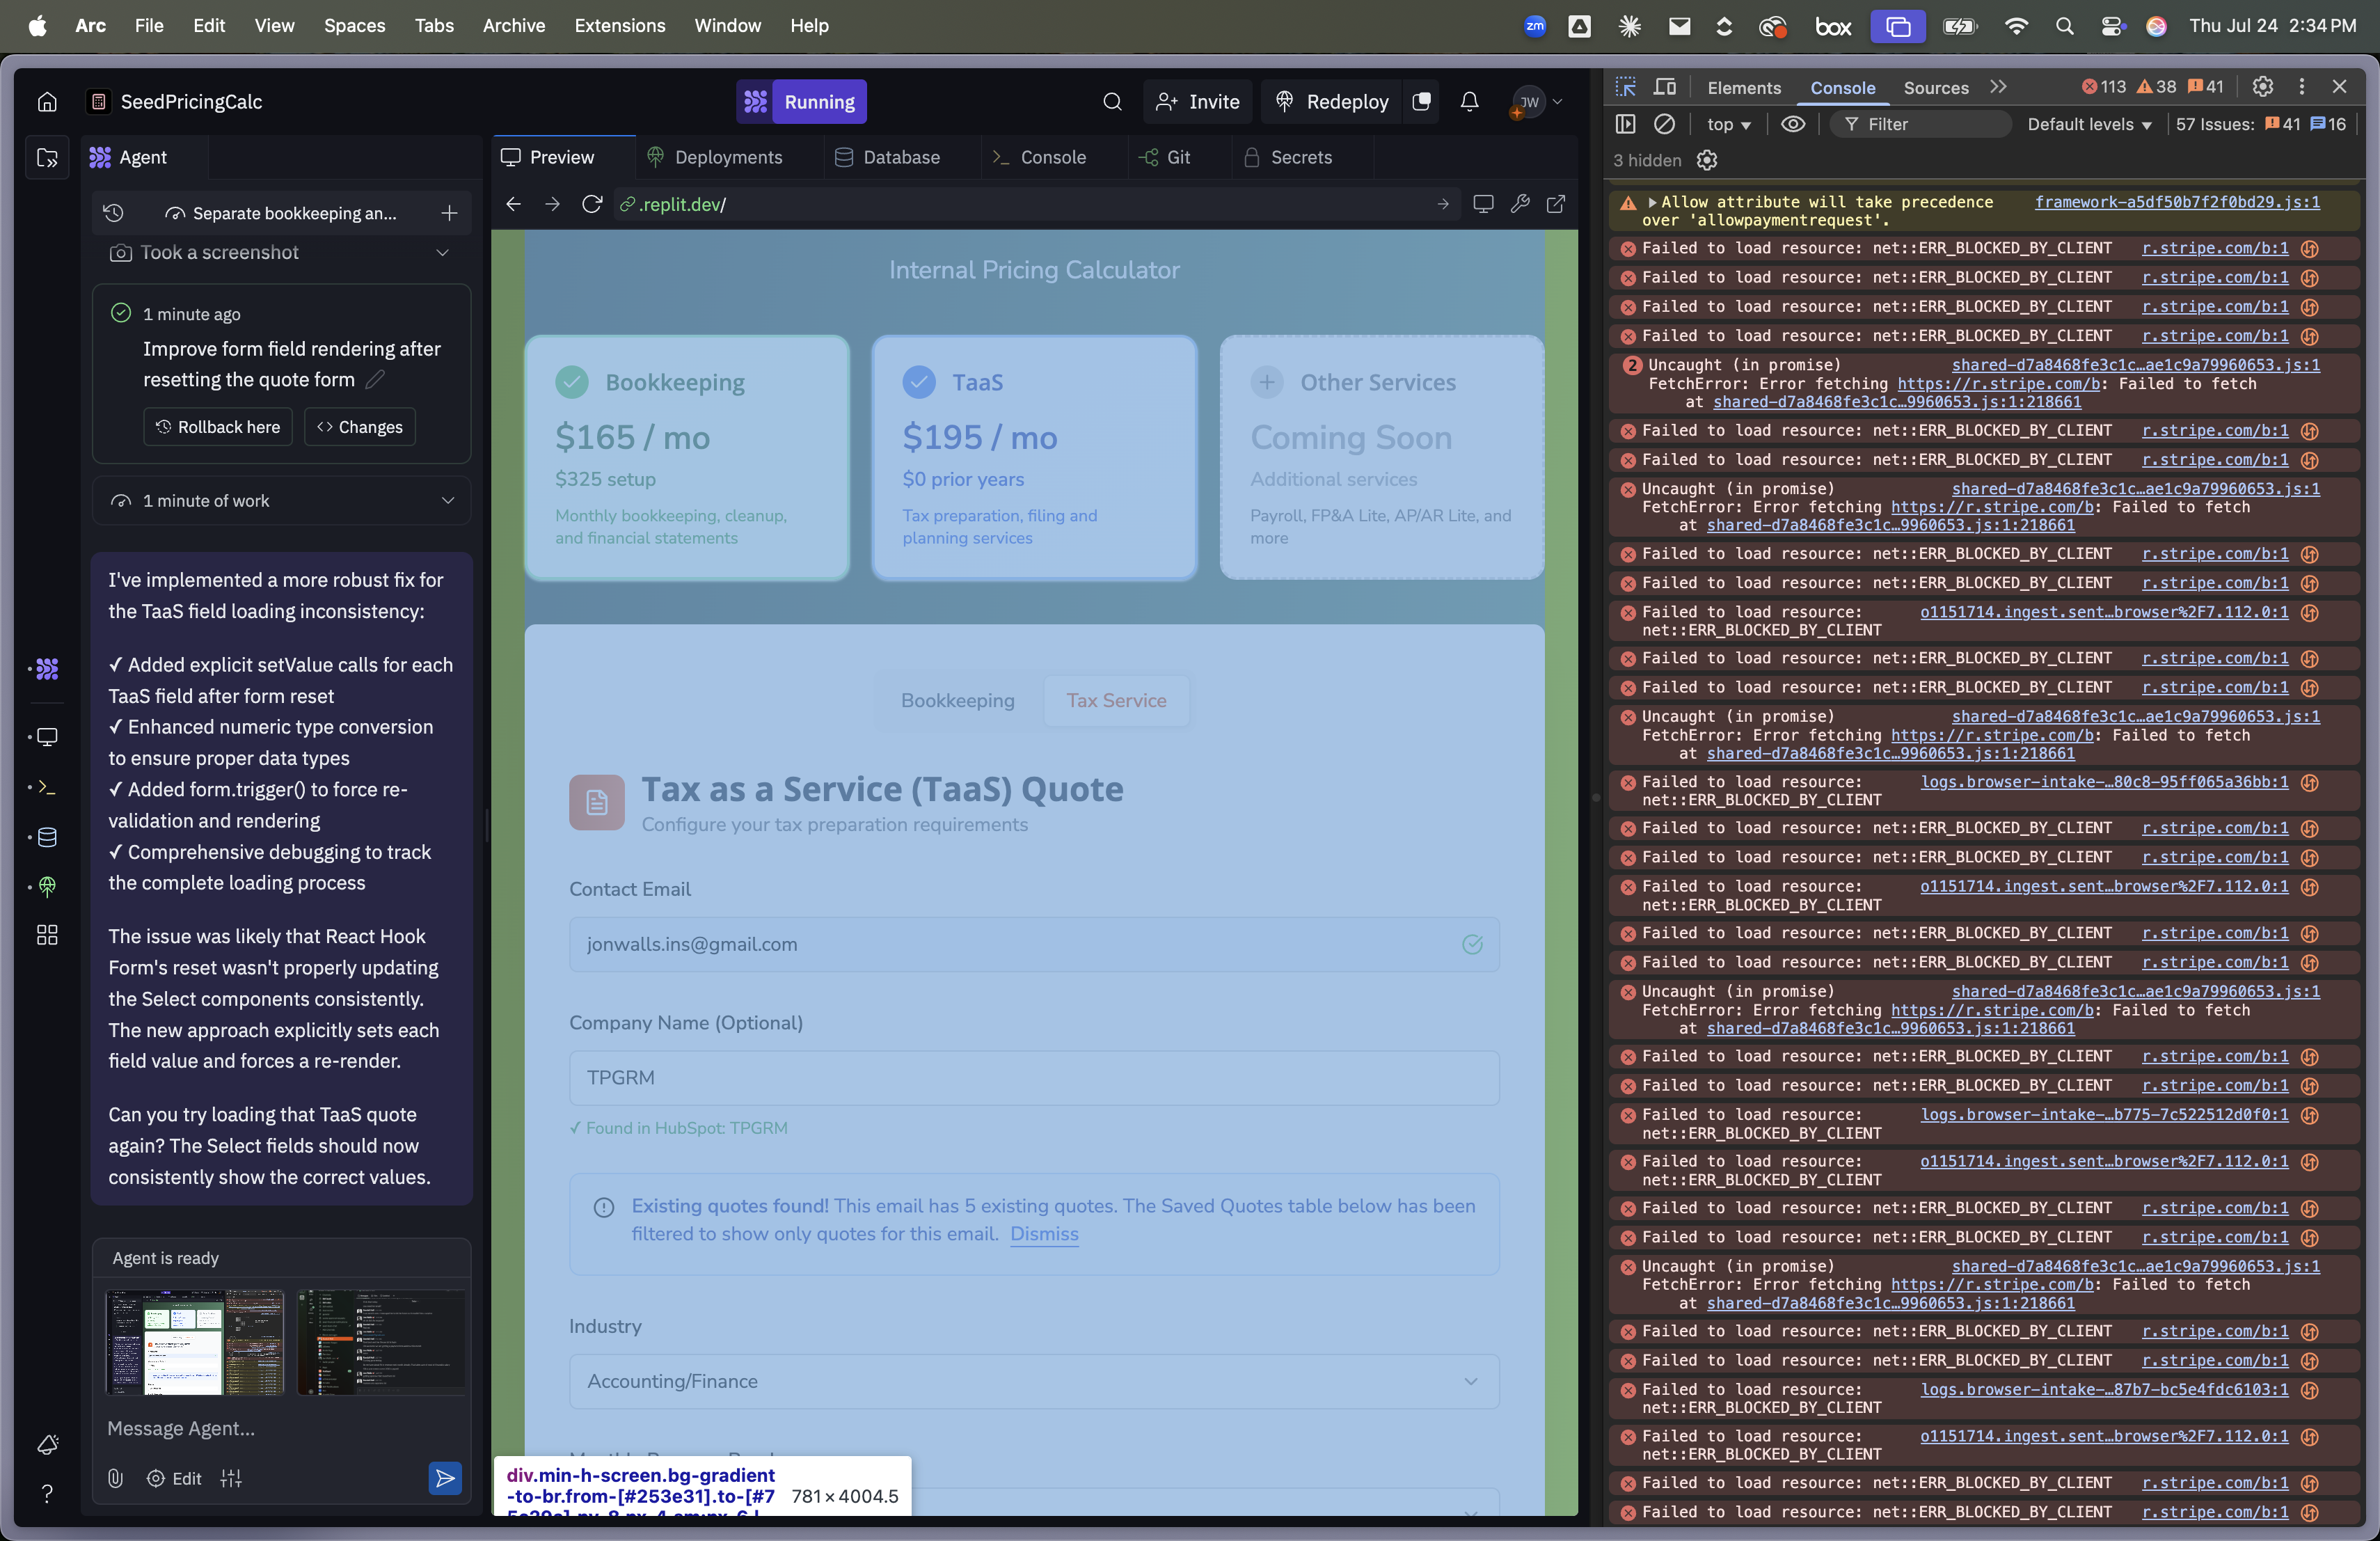 Arc File Edit View Spaces Tabs Archive Extensions Window Help
zm box Thu Jul 24 2:34 PM
SeedPricingCalc
Running
Invite Redeploy JW
Agent
Separate bookkeeping an...
Took a screenshot
1 minute ago
Improve form field rendering after
resetting the quote form
Rollback here <> Changes
1 minute of work
I've implemented a more robust fix for
the TaaS field loading inconsistency:
✓ Added explicit setValue calls for each
TaaS field after form reset
✓ Enhanced numeric type conversion
to ensure proper data types
✓ Added form.trigger() to force re-
validation and rendering
✓ Comprehensive debugging to track
the complete loading process
The issue was likely that React Hook
Form's reset wasn't properly updating
the Select components consistently.
The new approach explicitly sets each
field value and forces a re-render.
Can you try loading that TaaS quote
again? The Select fields should now
consistently show the correct values.
Agent is ready
Message Agent...
Edit
Preview Deployments Database Console Git Secrets
.replit.dev/
Internal Pricing Calculator
Bookkeeping
$165 / mo
$325 setup
Monthly bookkeeping, cleanup,
and financial statements
TaaS
$195 / mo
$0 prior years
Tax preparation, filing and
planning services
Other Services
Coming Soon
Additional services
Payroll, FP&A Lite, AP/AR Lite, and
more
Bookkeeping Tax Service
Tax as a Service (TaaS) Quote
Configure your tax preparation requirements
Contact Email
jonwalls.ins@gmail.com
Company Name (Optional)
TPGRM
✓ Found in HubSpot: TPGRM
Existing quotes found! This email has 5 existing quotes. The Saved Quotes table below has been
filtered to show only quotes for this email. Dismiss
Industry
Accounting/Finance
div.min-h-screen.bg-gradient
-to-br.from-[#253e31].to-[#7 781 × 4004.5
Elements Console Sources 113 38 41
top Filter Default levels 57 Issues: 41 16
3 hidden
Allow attribute will take precedence framework-a5df50b7f2f0bd29.js:1
over 'allowpaymentrequest'.
Failed to load resource: net::ERR_BLOCKED_BY_CLIENT r.stripe.com/b:1
Failed to load resource: net::ERR_BLOCKED_BY_CLIENT r.stripe.com/b:1
Failed to load resource: net::ERR_BLOCKED_BY_CLIENT r.stripe.com/b:1
Failed to load resource: net::ERR_BLOCKED_BY_CLIENT r.stripe.com/b:1
2 Uncaught (in promise) shared-d7a8468fe3c1c…ae1c9a79960653.js:1
FetchError: Error fetching https://r.stripe.com/b: Failed to fetch
at shared-d7a8468fe3c1c…9960653.js:1:218661
Failed to load resource: net::ERR_BLOCKED_BY_CLIENT r.stripe.com/b:1
Failed to load resource: net::ERR_BLOCKED_BY_CLIENT r.stripe.com/b:1
Uncaught (in promise) shared-d7a8468fe3c1c…ae1c9a79960653.js:1
FetchError: Error fetching https://r.stripe.com/b: Failed to fetch
at shared-d7a8468fe3c1c…9960653.js:1:218661
Failed to load resource: net::ERR_BLOCKED_BY_CLIENT r.stripe.com/b:1
Failed to load resource: net::ERR_BLOCKED_BY_CLIENT r.stripe.com/b:1
Failed to load resource: o1151714.ingest.sent…browser%2F7.112.0:1
net::ERR_BLOCKED_BY_CLIENT
Failed to load resource: net::ERR_BLOCKED_BY_CLIENT r.stripe.com/b:1
Failed to load resource: net::ERR_BLOCKED_BY_CLIENT r.stripe.com/b:1
Uncaught (in promise) shared-d7a8468fe3c1c…ae1c9a79960653.js:1
FetchError: Error fetching https://r.stripe.com/b: Failed to fetch
at shared-d7a8468fe3c1c…9960653.js:1:218661
Failed to load resource: logs.browser-intake-…80c8-95ff065a36bb:1
net::ERR_BLOCKED_BY_CLIENT
Failed to load resource: net::ERR_BLOCKED_BY_CLIENT r.stripe.com/b:1
Failed to load resource: net::ERR_BLOCKED_BY_CLIENT r.stripe.com/b:1
Failed to load resource: o1151714.ingest.sent…browser%2F7.112.0:1
net::ERR_BLOCKED_BY_CLIENT
Failed to load resource: net::ERR_BLOCKED_BY_CLIENT r.stripe.com/b:1
Failed to load resource: net::ERR_BLOCKED_BY_CLIENT r.stripe.com/b:1
Uncaught (in promise) shared-d7a8468fe3c1c…ae1c9a79960653.js:1
FetchError: Error fetching https://r.stripe.com/b: Failed to fetch
at shared-d7a8468fe3c1c…9960653.js:1:218661
Failed to load resource: net::ERR_BLOCKED_BY_CLIENT r.stripe.com/b:1
Failed to load resource: net::ERR_BLOCKED_BY_CLIENT r.stripe.com/b:1
Failed to load resource: logs.browser-intake-…b775-7c522512d0f0:1
net::ERR_BLOCKED_BY_CLIENT
Failed to load resource: o1151714.ingest.sent…browser%2F7.112.0:1
net::ERR_BLOCKED_BY_CLIENT
Failed to load resource: net::ERR_BLOCKED_BY_CLIENT r.stripe.com/b:1
Failed to load resource: net::ERR_BLOCKED_BY_CLIENT r.stripe.com/b:1
Uncaught (in promise) shared-d7a8468fe3c1c…ae1c9a79960653.js:1
FetchError: Error fetching https://r.stripe.com/b: Failed to fetch
at shared-d7a8468fe3c1c…9960653.js:1:218661
Failed to load resource: net::ERR_BLOCKED_BY_CLIENT r.stripe.com/b:1
Failed to load resource: net::ERR_BLOCKED_BY_CLIENT r.stripe.com/b:1
Failed to load resource: logs.browser-intake-…87b7-bc5e4fdc6103:1
net::ERR_BLOCKED_BY_CLIENT
Failed to load resource: o1151714.ingest.sent…browser%2F7.112.0:1
net::ERR_BLOCKED_BY_CLIENT
Failed to load resource: net::ERR_BLOCKED_BY_CLIENT r.stripe.com/b:1
Failed to load resource: net::ERR_BLOCKED_BY_CLIENT r.stripe.com/b:1